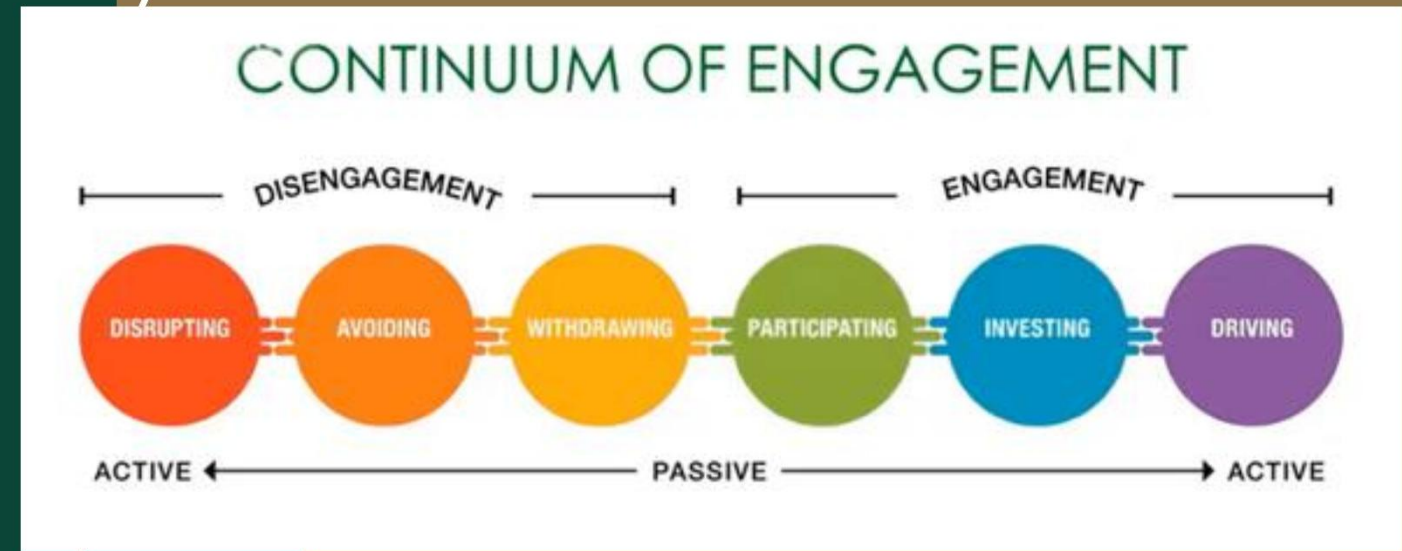 CONTINUUM OF ENGAGEMENT
DISENGAGEMENT ENGAGEMENT
DISRUPTING AVOIDING WITHDRAWING PARTICIPATING INVESTING DRIVING
ACTIVE PASSIVE ACTIVE